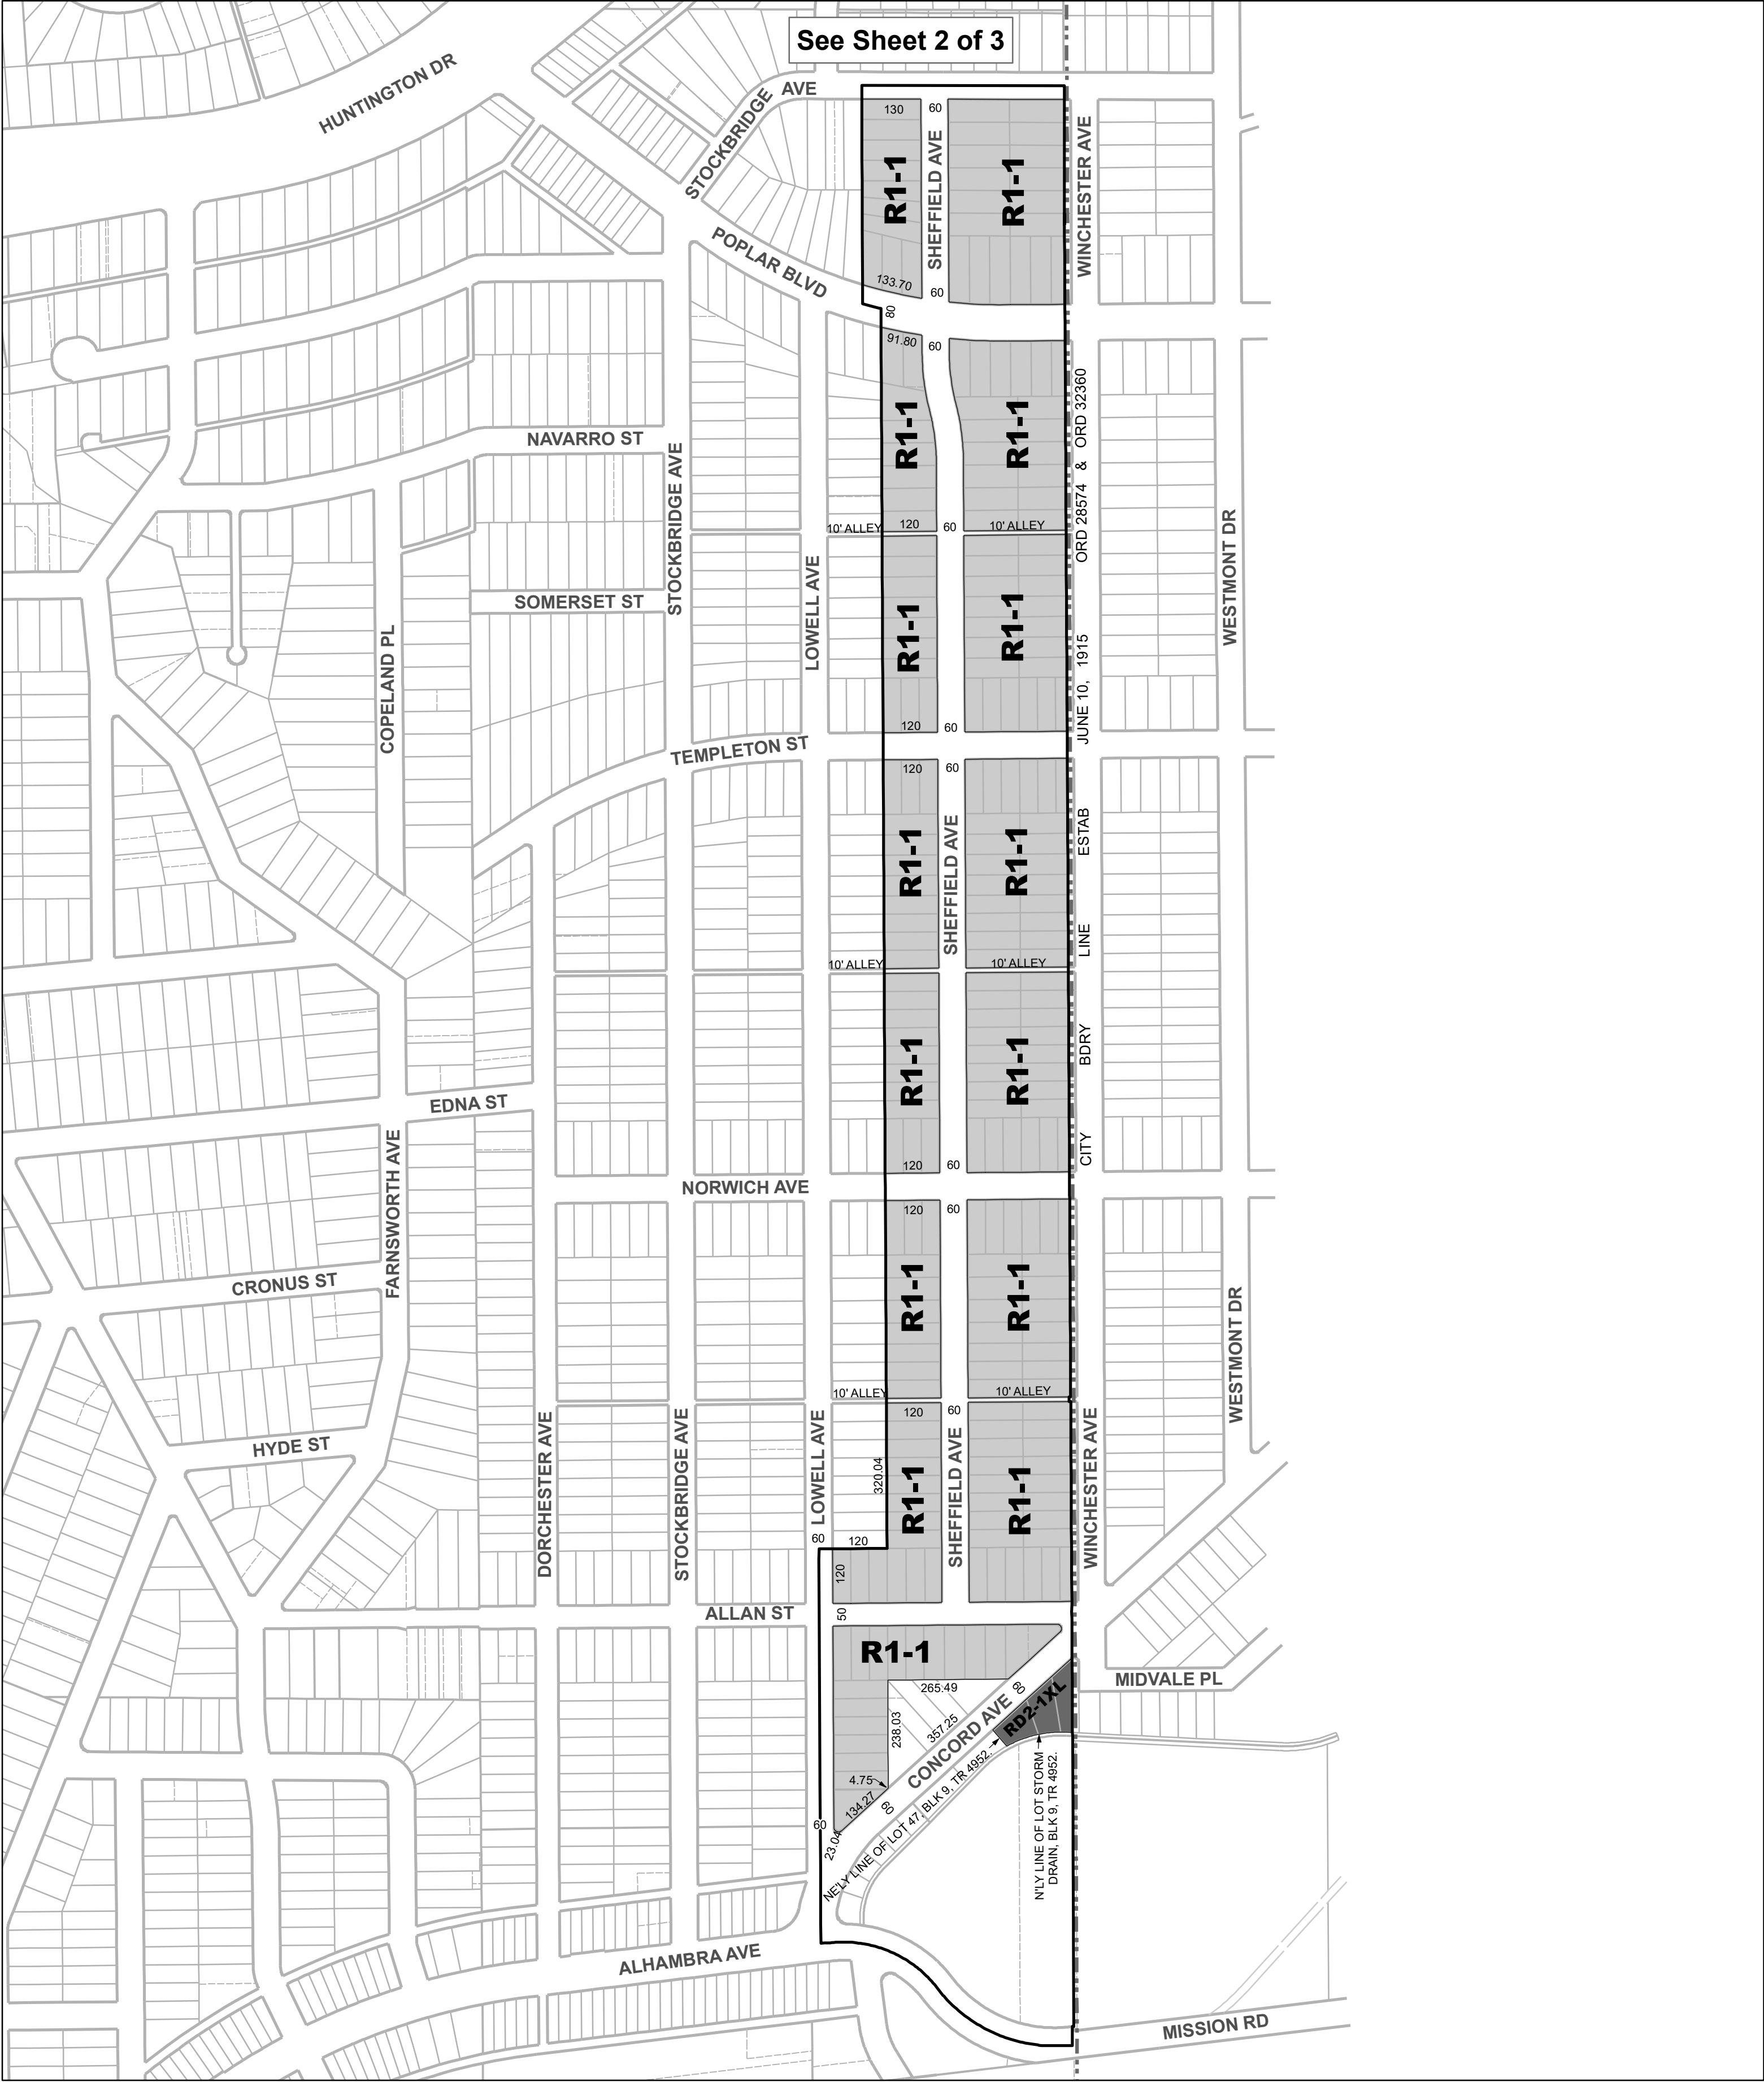 See Sheet 2 of 3
HUNTINGTON DR
STOCKBRIDGE
AVE
130
60
R1-1
SHEFFIELD AVE
R1-1
WINCHESTER AVE
POPLAR BLVD
133.70
60
80
91.80
60
R1-1
R1-1
NAVARRO ST
STOCKBRIDGE AVE
10' ALLEY
120
60
10' ALLEY
CITY BDRY LINE ESTAB JUNE 10, 1915 ORD 28574 & ORD 32360
WESTMONT DR
SOMERSET ST
LOWELL AVE
COPELAND PL
R1-1
R1-1
120
60
TEMPLETON ST
120
60
R1-1
SHEFFIELD AVE
R1-1
10' ALLEY
10' ALLEY
R1-1
R1-1
EDNA ST
FARNSWORTH AVE
120
60
NORWICH AVE
120
60
R1-1
R1-1
CRONUS ST
WESTMONT DR
10' ALLEY
10' ALLEY
120
60
HYDE ST
DORCHESTER AVE
STOCKBRIDGE AVE
LOWELL AVE
320.04
R1-1
SHEFFIELD AVE
R1-1
WINCHESTER AVE
60
120
120
ALLAN ST
50
R1-1
265.49
60
RD2-1XL
MIDVALE PL
238.03
357.25
CONCORD AVE
4.75
134.27
60
60
23.04
NE'LY LINE OF LOT 47, BLK 9, TR 4952.
N'LY LINE OF LOT STORM
DRAIN, BLK 9, TR 4952.
ALHAMBRA AVE
MISSION RD